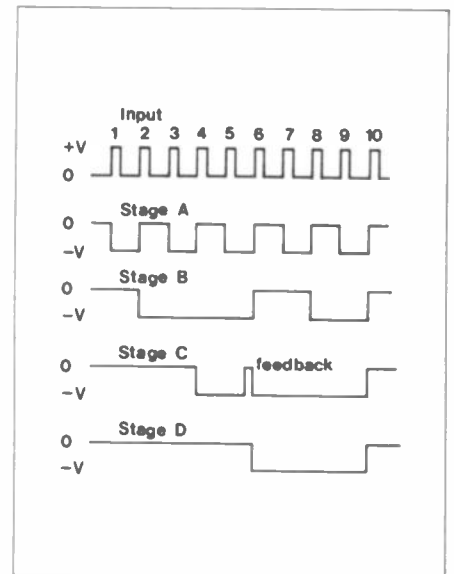 Input
1 2 3 4 5 6 7 8 9 10
+V
0
Stage A
0
−V
Stage B
0
−V
Stage C
0
feedback
−V
Stage D
0
−V